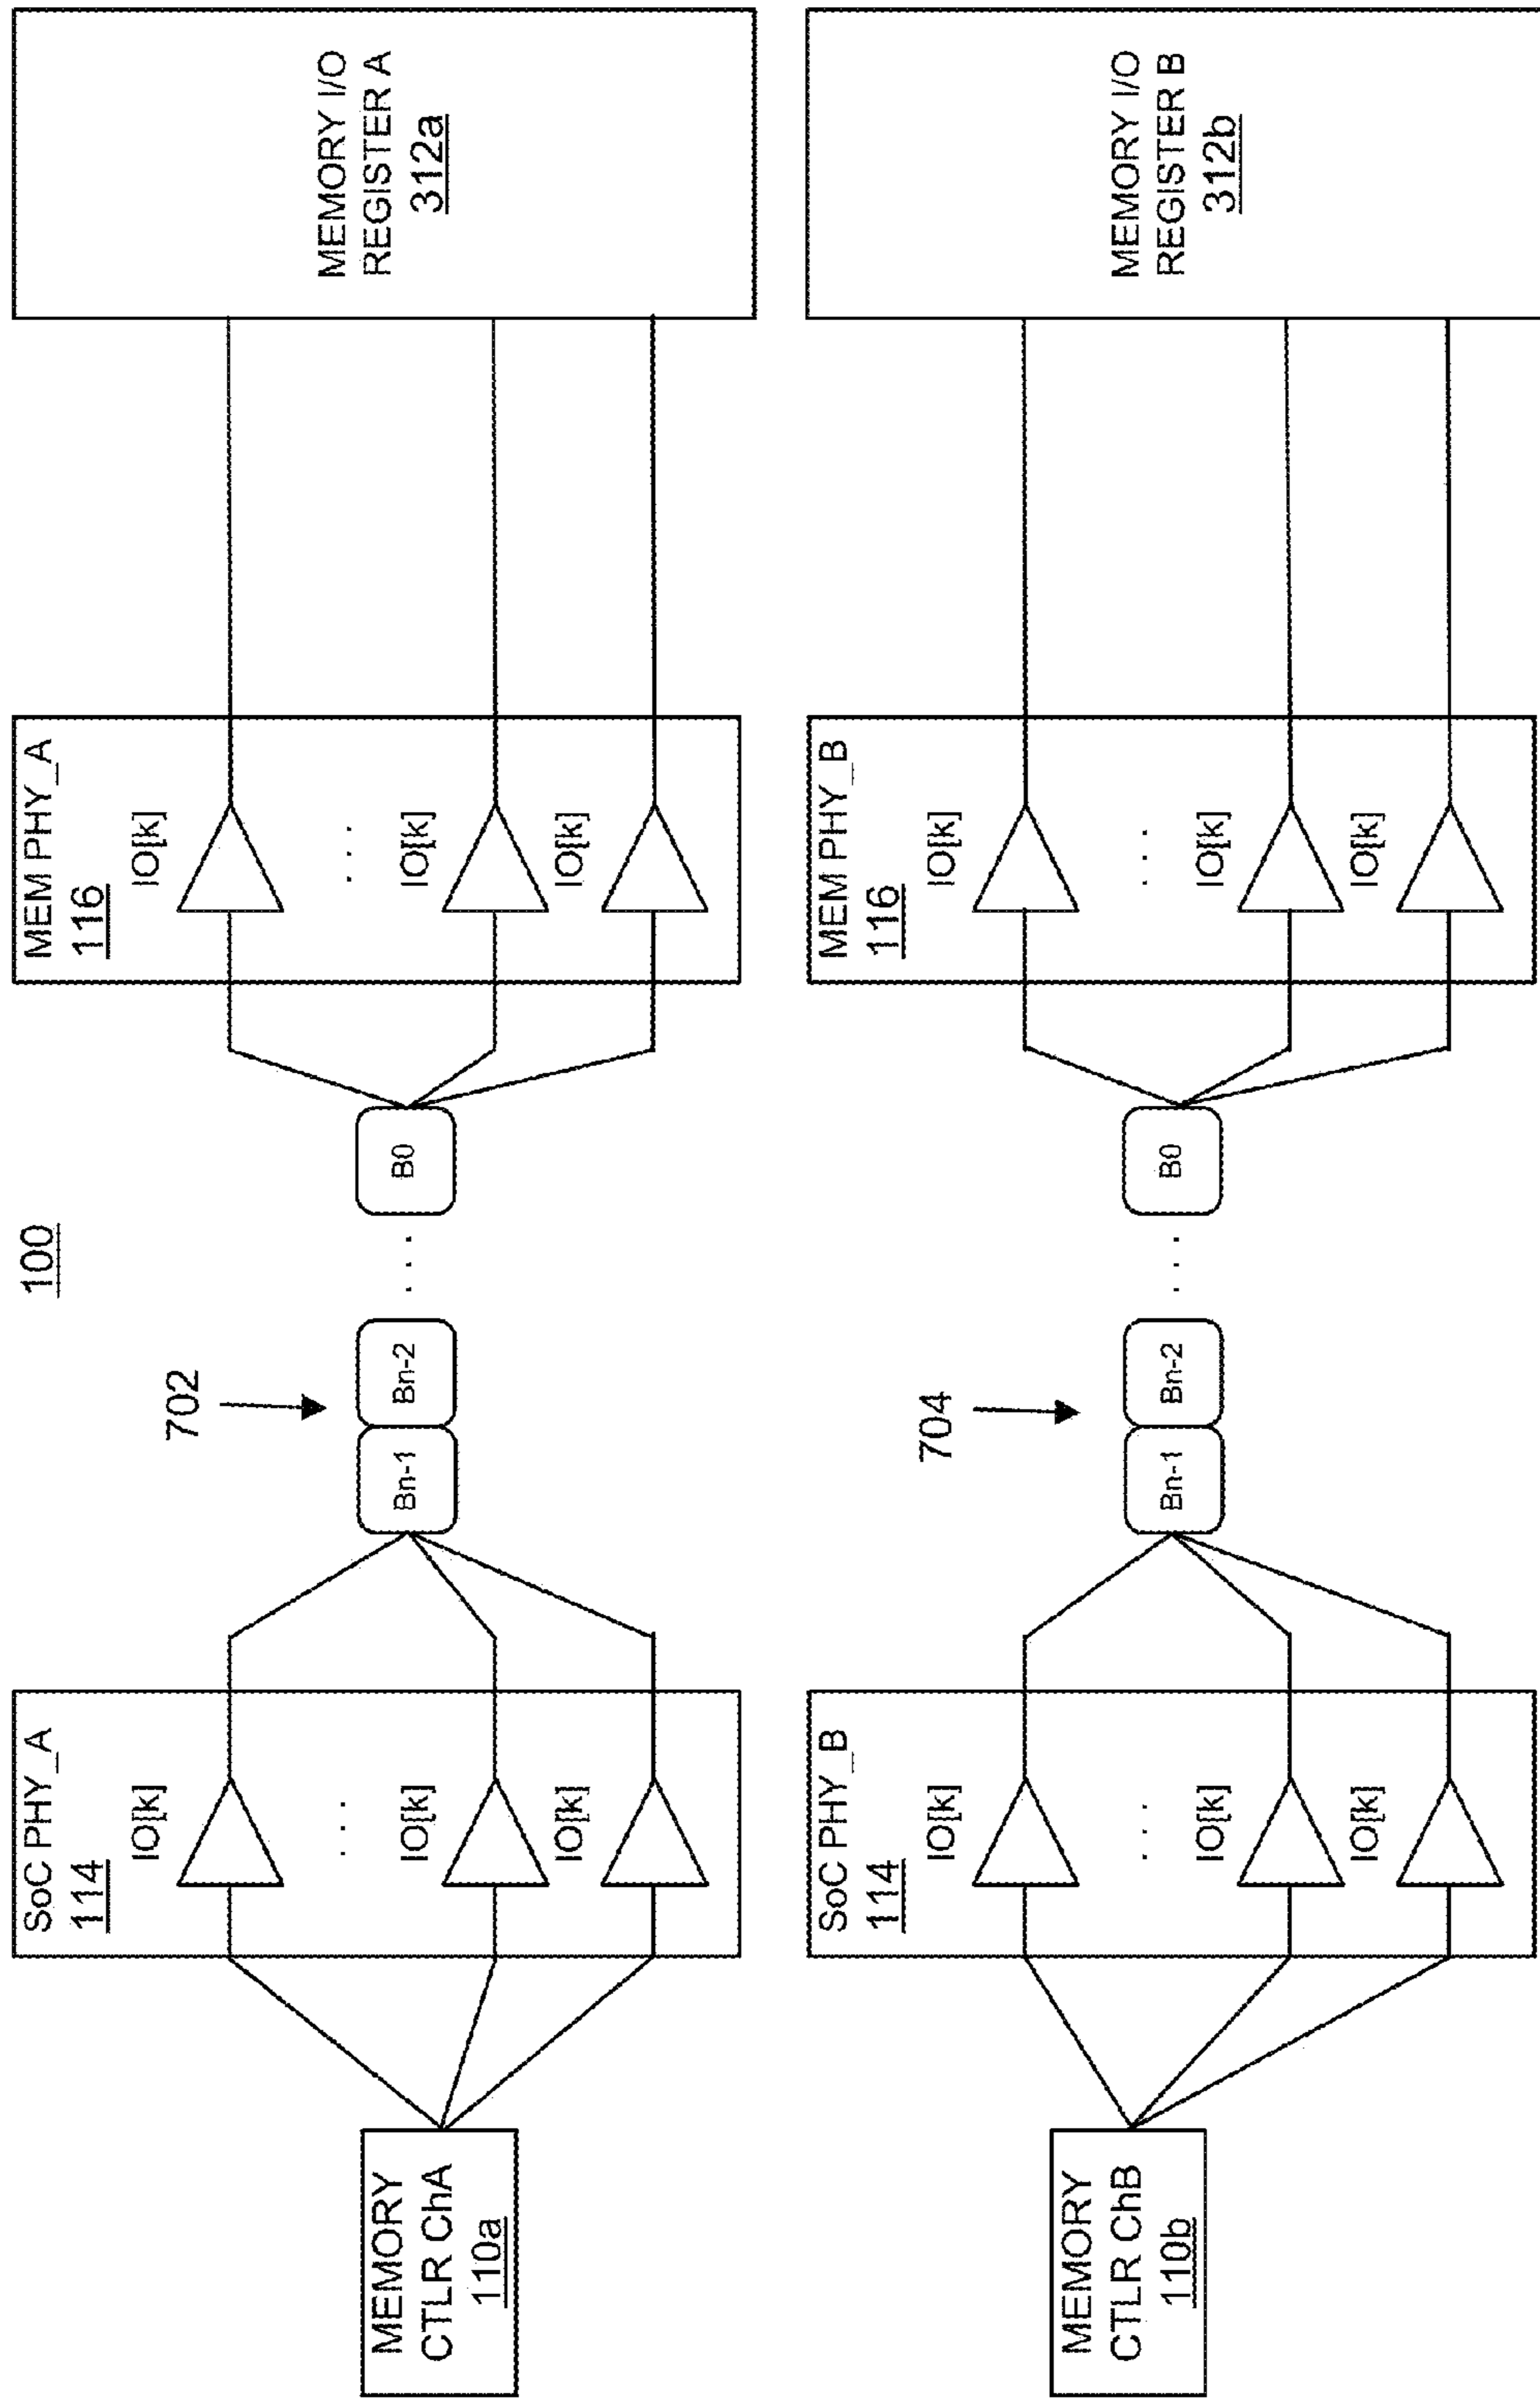 100
MEMORY
CTLR ChA
110a
SoC PHY_A
114
IO[k]
. . .
IO[k]
IO[k]
702
Bn-1
Bn-2
. . .
B0
MEM PHY_A
116
IO[k]
. . .
IO[k]
IO[k]
MEMORY I/O
REGISTER A
312a
MEMORY
CTLR ChB
110b
SoC PHY_B
114
IO[k]
. . .
IO[k]
IO[k]
704
Bn-1
Bn-2
. . .
B0
MEM PHY_B
116
IO[k]
. . .
IO[k]
IO[k]
MEMORY I/O
REGISTER B
312b